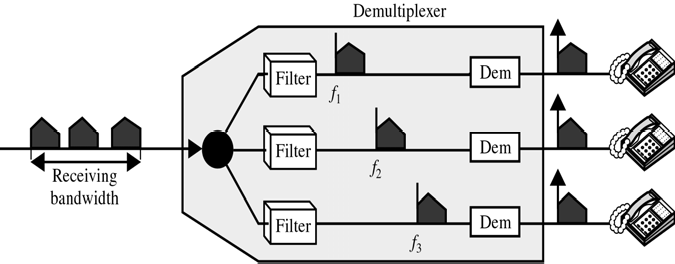 Demultiplexer
Filter
f1
Dem
Filter
f2
Dem
Receiving
bandwidth
Filter
f3
Dem